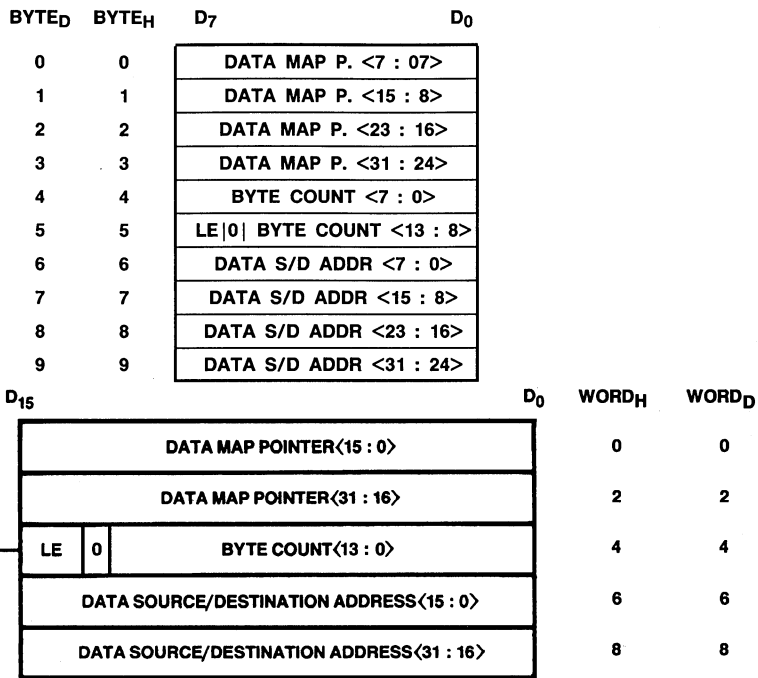 BYTED BYTEH D7 D0
0 0 DATA MAP P. <7 : 07>
1 1 DATA MAP P. <15 : 8>
2 2 DATA MAP P. <23 : 16>
3 3 DATA MAP P. <31 : 24>
4 4 BYTE COUNT <7 : 0>
5 5 LE|0| BYTE COUNT <13 : 8>
6 6 DATA S/D ADDR <7 : 0>
7 7 DATA S/D ADDR <15 : 8>
8 8 DATA S/D ADDR <23 : 16>
9 9 DATA S/D ADDR <31 : 24>
D15 D0 WORDH WORDD
DATA MAP POINTER〈15 : 0〉 0 0
DATA MAP POINTER〈31 : 16〉 2 2
LE 0 BYTE COUNT〈13 : 0〉 4 4
DATA SOURCE/DESTINATION ADDRESS〈15 : 0〉 6 6
DATA SOURCE/DESTINATION ADDRESS〈31 : 16〉 8 8